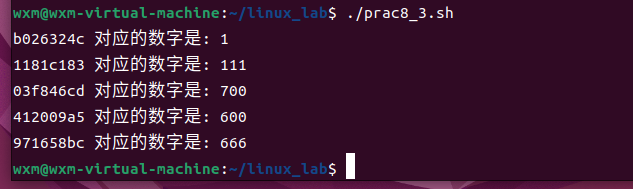 wxm@wxm-virtual-machine:~/linux_lab$ ./prac8_3.sh
b026324c 对应的数字是: 1
1181c183 对应的数字是: 111
03f846cd 对应的数字是: 700
412009a5 对应的数字是: 600
971658bc 对应的数字是: 666
wxm@wxm-virtual-machine:~/linux_lab$